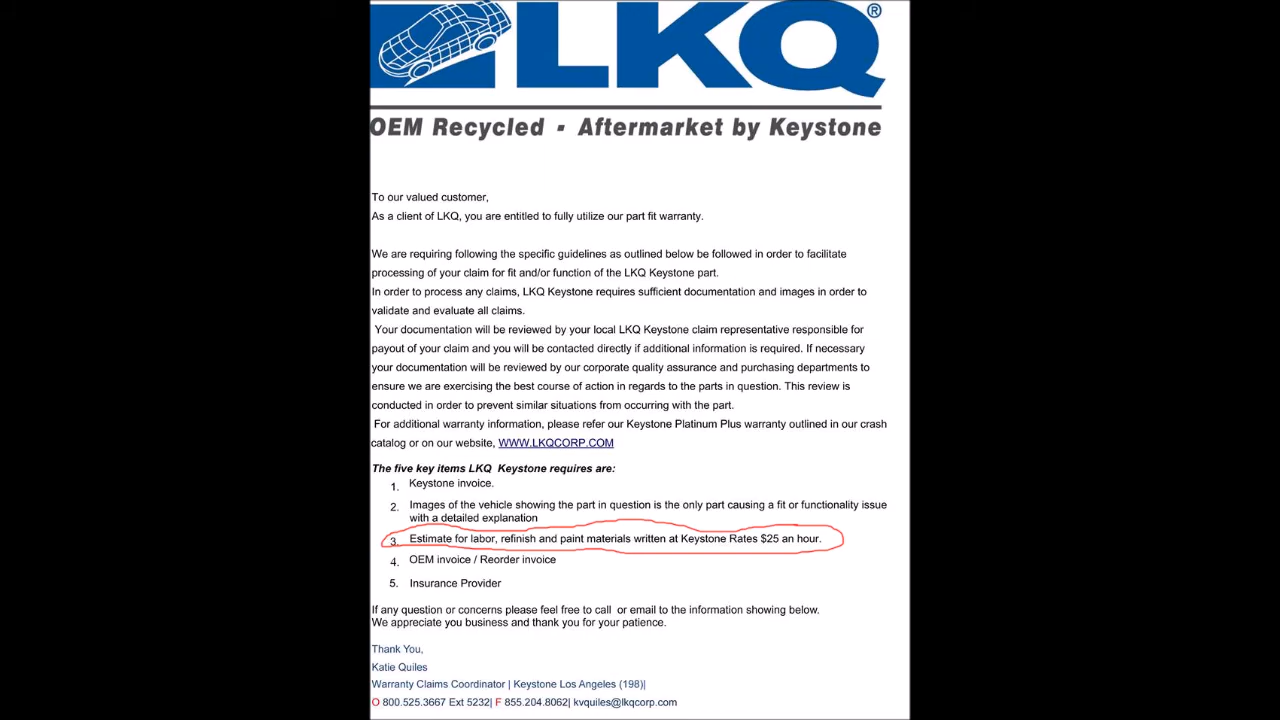 LKQ®
OEM Recycled ▪ Aftermarket by Keystone
To our valued customer,
As a client of LKQ, you are entitled to fully utilize our part fit warranty.
We are requiring following the specific guidelines as outlined below be followed in order to facilitate
processing of your claim for fit and/or function of the LKQ Keystone part.
In order to process any claims, LKQ Keystone requires sufficient documentation and images in order to
validate and evaluate all claims.
Your documentation will be reviewed by your local LKQ Keystone claim representative responsible for
payout of your claim and you will be contacted directly if additional information is required. If necessary
your documentation will be reviewed by our corporate quality assurance and purchasing departments to
ensure we are exercising the best course of action in regards to the parts in question. This review is
conducted in order to prevent similar situations from occurring with the part.
For additional warranty information, please refer our Keystone Platinum Plus warranty outlined in our crash
catalog or on our website, WWW.LKQCORP.COM
The five key items LKQ Keystone requires are:
1. Keystone invoice.
2. Images of the vehicle showing the part in question is the only part causing a fit or functionality issue
with a detailed explanation
3. Estimate for labor, refinish and paint materials written at Keystone Rates $25 an hour.
4. OEM invoice / Reorder invoice
5. Insurance Provider
If any question or concerns please feel free to call or email to the information showing below.
We appreciate you business and thank you for your patience.
Thank You,
Katie Quiles
Warranty Claims Coordinator | Keystone Los Angeles (198)|
O 800.525.3667 Ext 5232| F 855.204.8062| kvquiles@lkqcorp.com